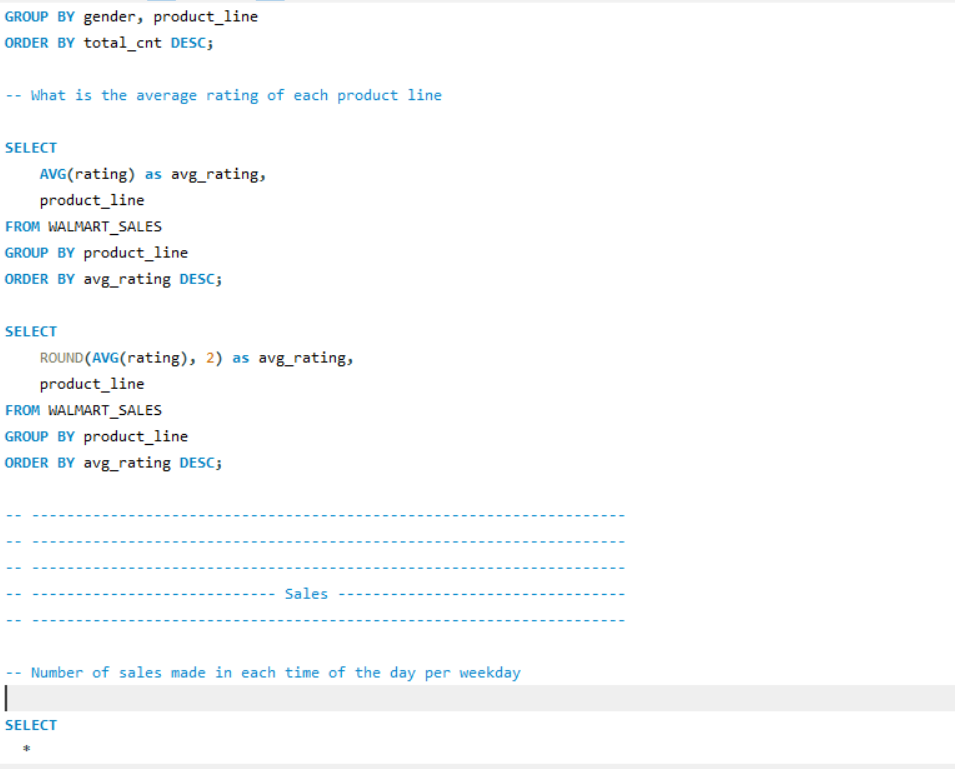 GROUP BY gender, product_line
ORDER BY total_cnt DESC;
-- What is the average rating of each product line
SELECT
AVG(rating) as avg_rating,
product_line
FROM WALMART_SALES
GROUP BY product_line
ORDER BY avg_rating DESC;
SELECT
ROUND(AVG(rating), 2) as avg_rating,
product_line
FROM WALMART_SALES
GROUP BY product_line
ORDER BY avg_rating DESC;
-- --------------------------------------------------------------------
-- --------------------------------------------------------------------
-- --------------------------------------------------------------------
-- ---------------------------- Sales ---------------------------------
-- --------------------------------------------------------------------
-- Number of sales made in each time of the day per weekday
SELECT
*